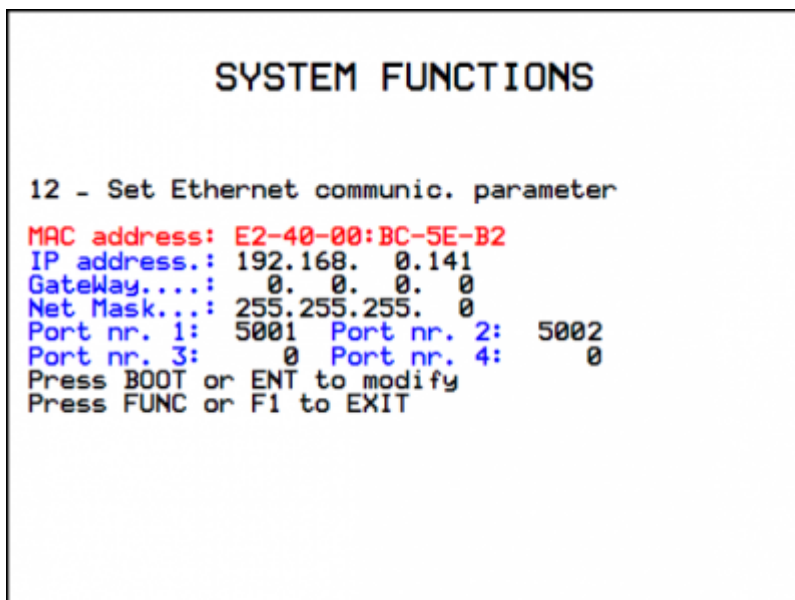 SYSTEM FUNCTIONS
12 - Set Ethernet communic. parameter
MAC address: E2-40-00:BC-5E-B2
IP address.: 192.168.  0.141
GateWay....:   0.  0.  0.  0
Net Mask...: 255.255.255.  0
Port nr. 1:  5001  Port nr. 2:  5002
Port nr. 3:     0  Port nr. 4:     0
Press BOOT or ENT to modify
Press FUNC or F1 to EXIT